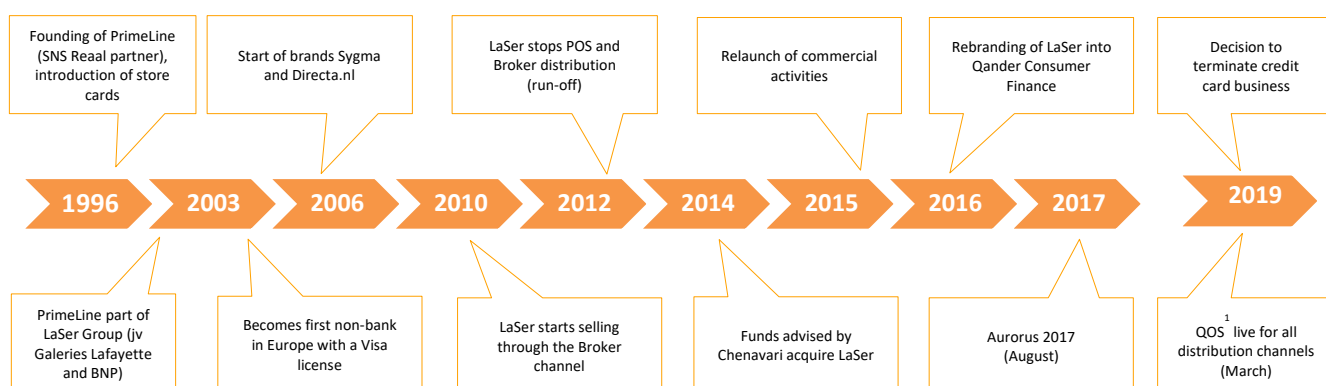 Founding of PrimeLine
(SNS Reaal partner),
introduction of store
cards
Start of brands Sygma
and Directa.nl
LaSer stops POS and
Broker distribution
(run-off)
Relaunch of commercial
activities
Rebranding of LaSer into
Qander Consumer
Finance
Decision to
terminate credit
card business
1996
2003
2006
2010
2012
2014
2015
2016
2017
2019
PrimeLine part of
LaSer Group (jv
Galeries Lafayette
and BNP)
Becomes first non-bank
in Europe with a Visa
license
LaSer starts selling
through the Broker
channel
Funds advised by
Chenavari acquire LaSer
Aurorus 2017
(August)
QOS¹ live for all
distribution channels
(March)